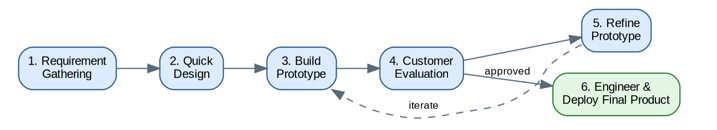 1. Requirement
Gathering
2. Quick
Design
3. Build
Prototype
4. Customer
Evaluation
5. Refine
Prototype
approved
6. Engineer &
Deploy Final Product
iterate